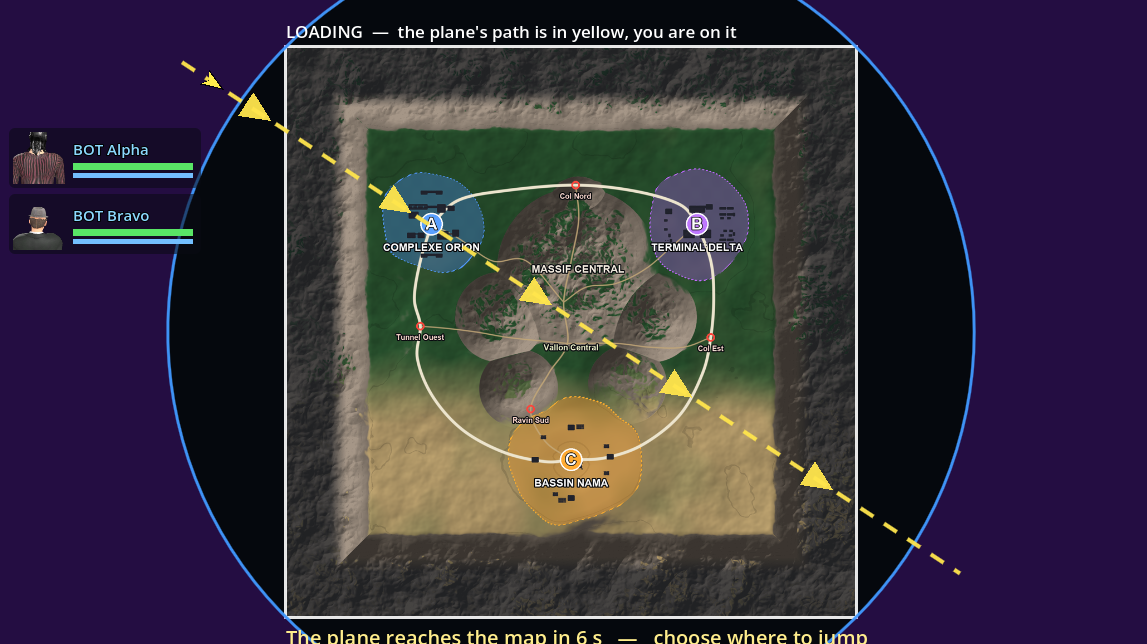 LOADING — the plane's path is in yellow, you are on it
BOT Alpha
BOT Bravo
Col Nord
A
B
COMPLEXE ORION
TERMINAL DELTA
MASSIF CENTRAL
Tunnel Ouest
Vallon Central
Col Est
Ravin Sud
C
BASSIN NAMA
The plane reaches the map in 6 s — choose where to jump